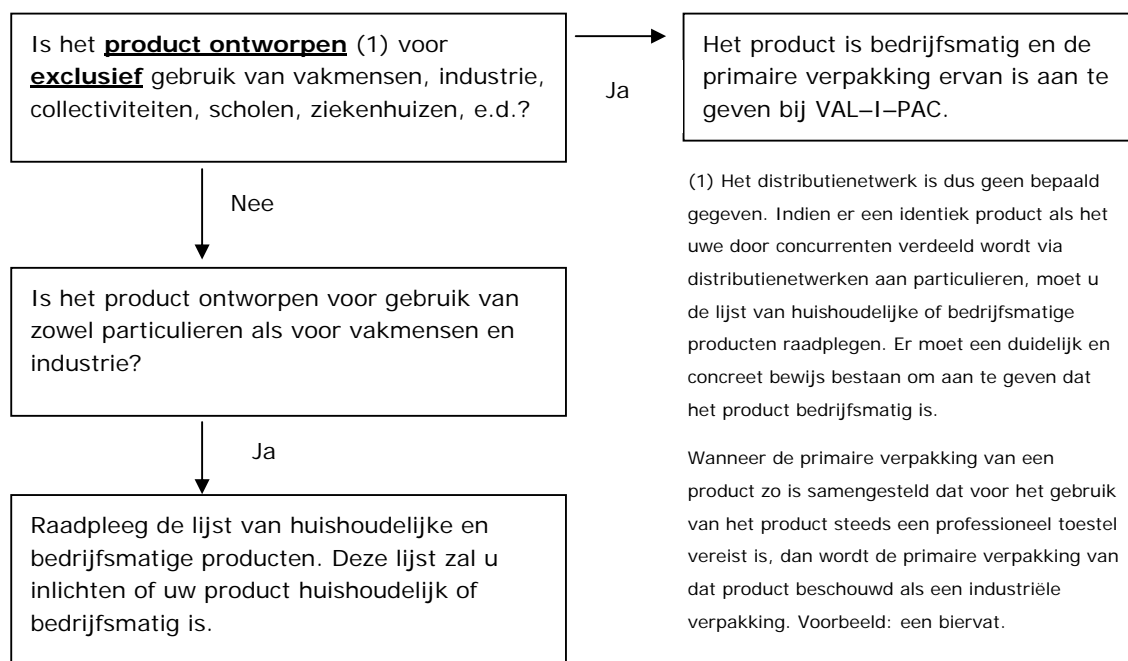 Is het product ontworpen (1) voor
exclusief gebruik van vakmensen, industrie,
collectiviteiten, scholen, ziekenhuizen, e.d.?
Ja
Het product is bedrijfsmatig en de
primaire verpakking ervan is aan te
geven bij VAL–I–PAC.
Nee
Is het product ontworpen voor gebruik van
zowel particulieren als voor vakmensen en
industrie?
Ja
Raadpleeg de lijst van huishoudelijke en
bedrijfsmatige producten. Deze lijst zal u
inlichten of uw product huishoudelijk of
bedrijfsmatig is.
(1) Het distributienetwerk is dus geen bepaald
gegeven. Indien er een identiek product als het
uwe door concurrenten verdeeld wordt via
distributienetwerken aan particulieren, moet u
de lijst van huishoudelijke of bedrijfsmatige
producten raadplegen. Er moet een duidelijk en
concreet bewijs bestaan om aan te geven dat
het product bedrijfsmatig is.
Wanneer de primaire verpakking van een
product zo is samengesteld dat voor het gebruik
van het product steeds een professioneel toestel
vereist is, dan wordt de primaire verpakking van
dat product beschouwd als een industriële
verpakking. Voorbeeld: een biervat.